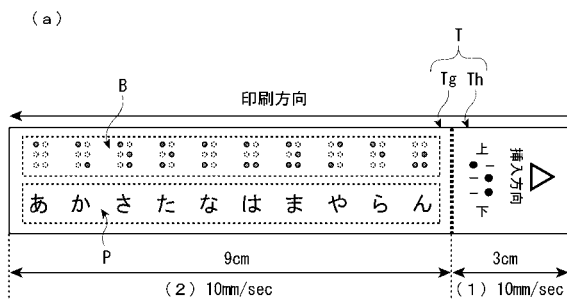 (a)
T
Tg Th
B
印刷方向
上
挿入方向
下
あ か さ た な は ま や ら ん
P
9cm 3cm
(2) 10mm/sec (1) 10mm/sec